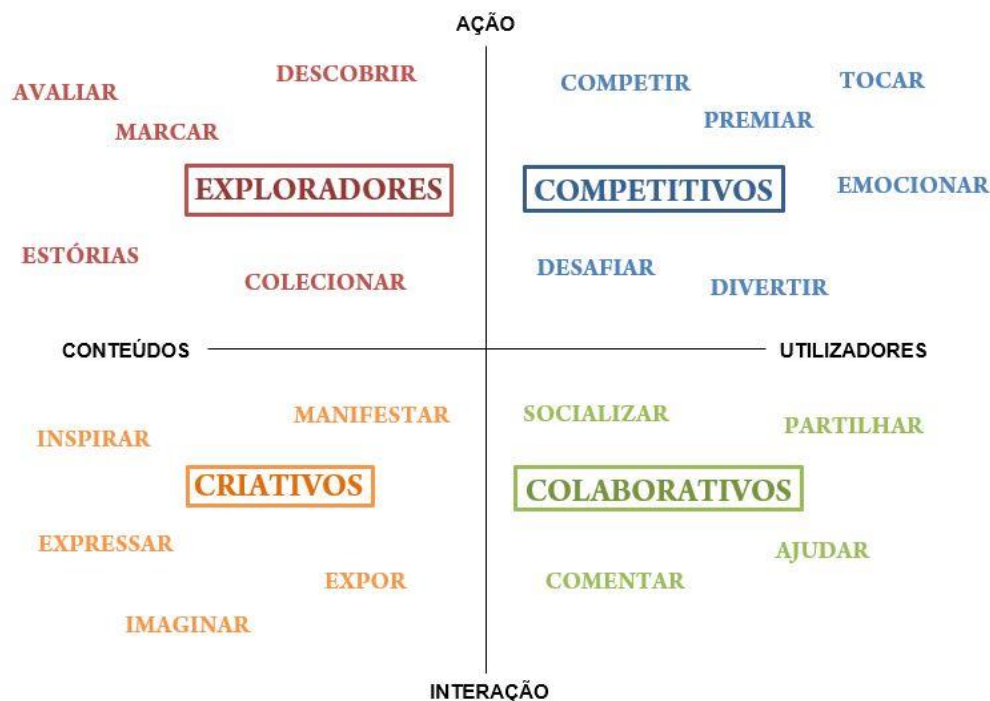 AÇÃO
AVALIAR
DESCOBRIR
MARCAR
EXPLORADORES
ESTÓRIAS
COLECIONAR
COMPETIR
TOCAR
PREMIAR
COMPETITIVOS
EMOCIONAR
DESAFIAR
DIVERTIR
CONTEÚDOS
UTILIZADORES
MANIFESTAR
INSPIRAR
CRIATIVOS
EXPRESSAR
EXPOR
IMAGINAR
SOCIALIZAR
PARTILHAR
COLABORATIVOS
AJUDAR
COMENTAR
INTERAÇÃO